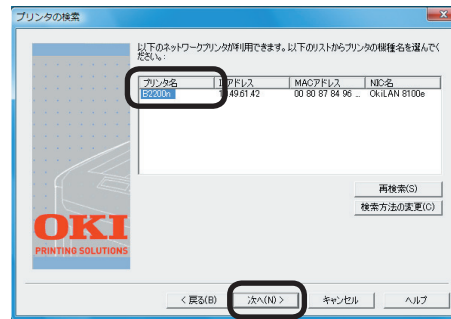 プリンタの検索
以下のネットワークプリンタが利用できます。以下のリストからプリンタの機種名を選んでく
ださい。:
プリンタ名 IPアドレス MACアドレス NIC名
B2200n 49.61.42 00 80 87 84 96 ... OkiLAN 8100e
再検索(S)
検索方法の変更(C)
OKI
PRINTING SOLUTIONS
< 戻る(B) 次へ(N) > キャンセル ヘルプ